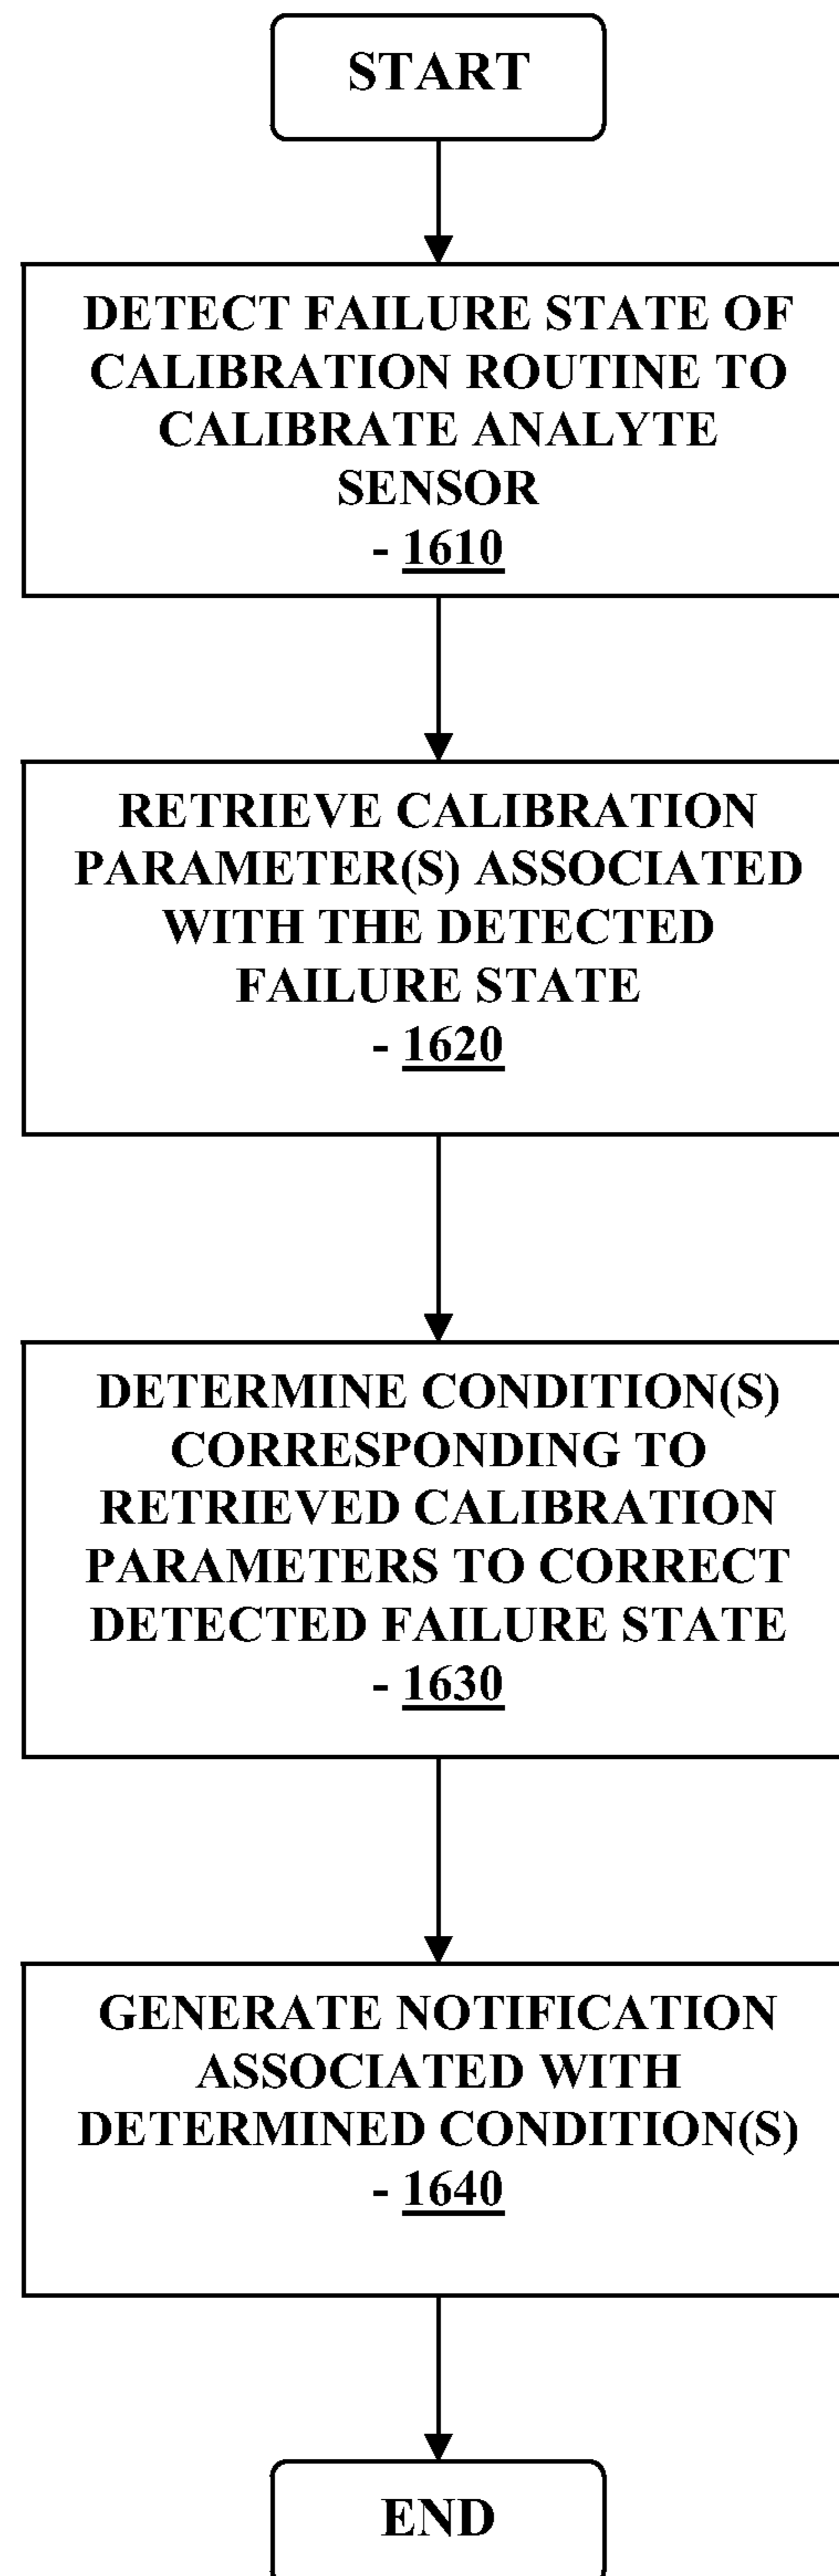 START
DETECT FAILURE STATE OF
CALIBRATION ROUTINE TO
CALIBRATE ANALYTE
SENSOR
- 1610
RETRIEVE CALIBRATION
PARAMETER(S) ASSOCIATED
WITH THE DETECTED
FAILURE STATE
- 1620
DETERMINE CONDITION(S)
CORRESPONDING TO
RETRIEVED CALIBRATION
PARAMETERS TO CORRECT
DETECTED FAILURE STATE
- 1630
GENERATE NOTIFICATION
ASSOCIATED WITH
DETERMINED CONDITION(S)
- 1640
END